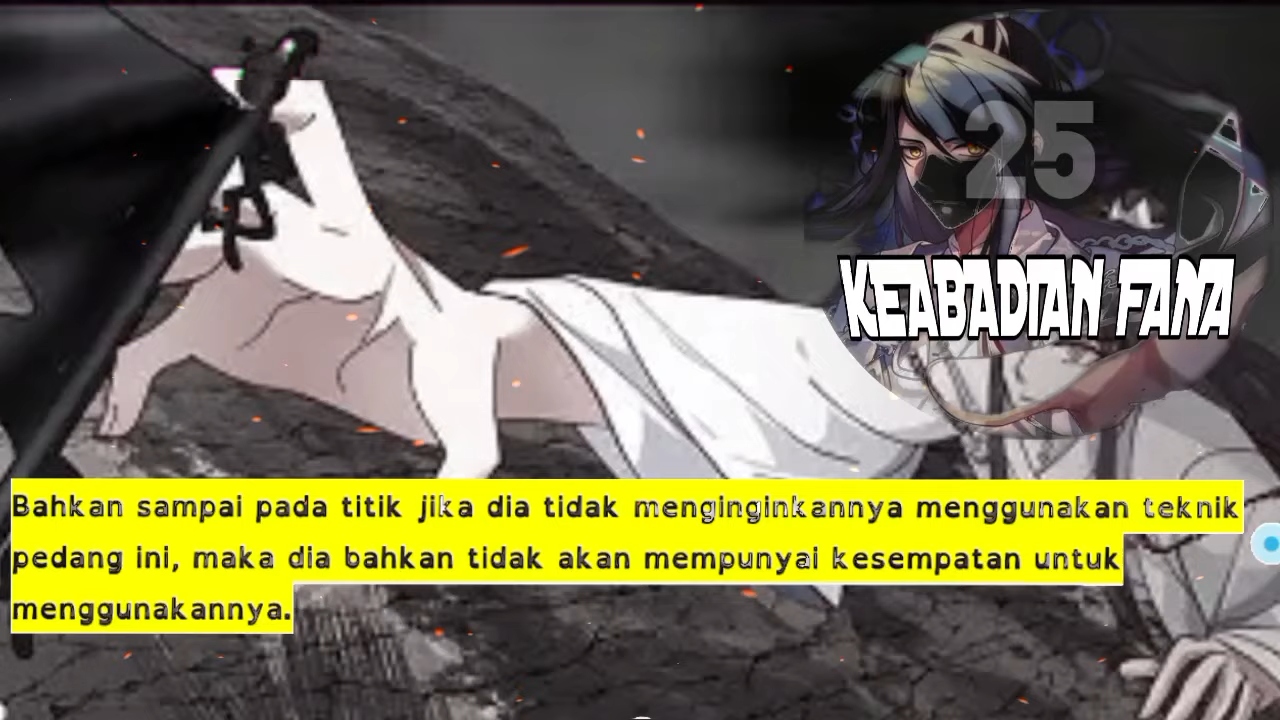 25
KEABADIAN FANA
Bahkan sampai pada titik jika dia tidak menginginkannya menggunakan teknik
pedang ini, maka dia bahkan tidak akan mempunyai kesempatan untuk
menggunakannya.